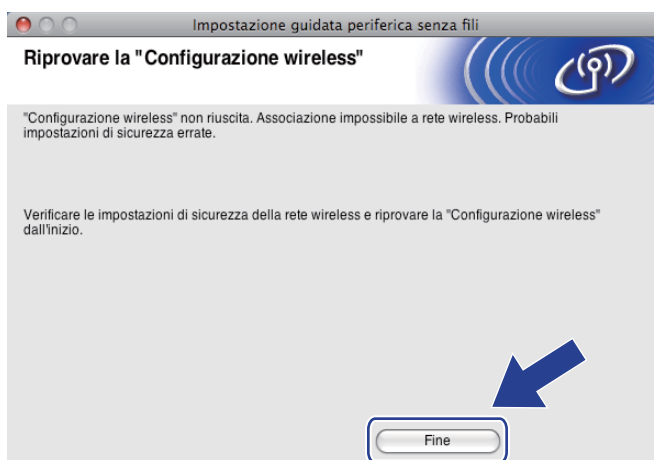 Impostazione guidata periferica senza fili
Riprovare la "Configurazione wireless"
"Configurazione wireless" non riuscita. Associazione impossibile a rete wireless. Probabili
impostazioni di sicurezza errate.
Verificare le impostazioni di sicurezza della rete wireless e riprovare la "Configurazione wireless"
dall'inizio.
Fine